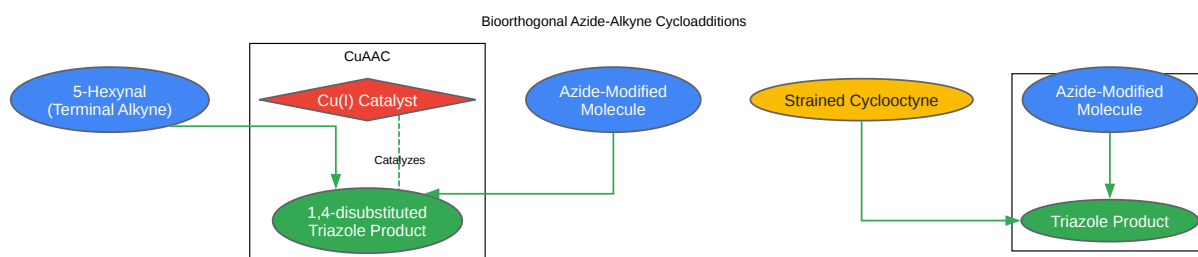 Bioorthogonal Azide-Alkyne Cycloadditions
CuAAC
5-Hexynal
(Terminal Alkyne)
Cu(I) Catalyst
Azide-Modified
Molecule
Strained Cyclooctyne
Azide-Modified
Molecule
Catalyzes
1,4-disubstituted
Triazole Product
Triazole Product